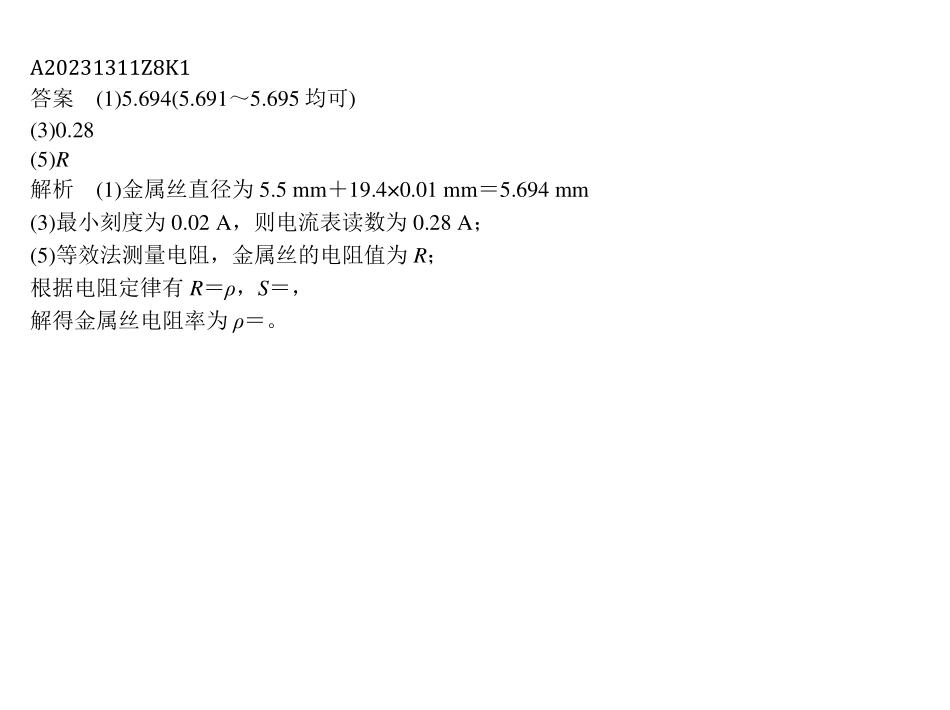 A20231311Z8K1
答案　(1)5.694(5.691～5.695 均可)
(3)0.28
(5)R
解析　(1)金属丝直径为 5.5 mm＋19.4×0.01 mm＝5.694 mm
(3)最小刻度为 0.02 A，则电流表读数为 0.28 A；
(5)等效法测量电阻，金属丝的电阻值为 R；
根据电阻定律有 R＝ρ，S＝，
解得金属丝电阻率为 ρ＝。